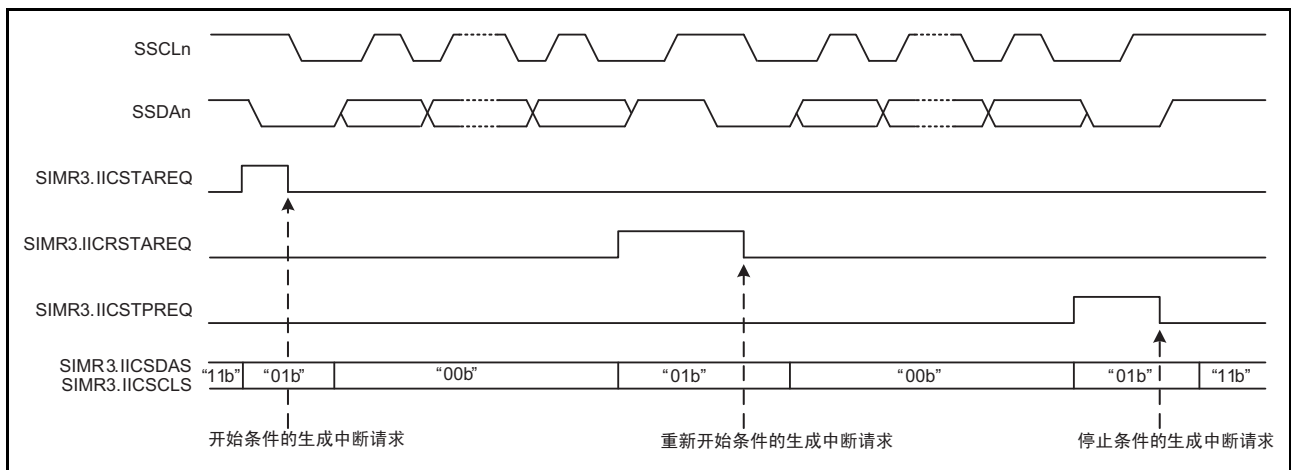 SSCLn
SSDAn
SIMR3.IICSTAREQ
SIMR3.IICRSTAREQ
SIMR3.IICSTPREQ
SIMR3.IICSDAS
SIMR3.IICSCLS
“11b” “01b” “00b” “01b” “00b” “01b” “11b”
开始条件的生成中断请求 重新开始条件的生成中断请求 停止条件的生成中断请求